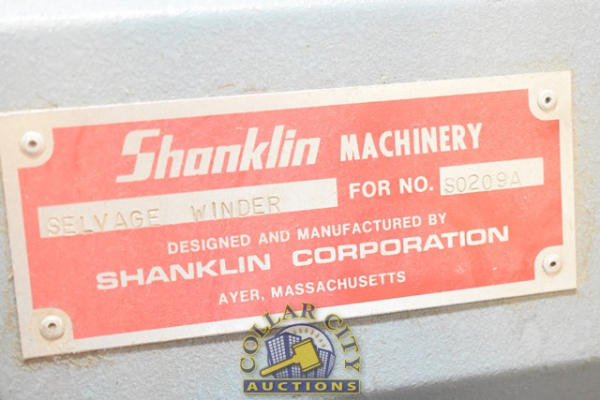 Shanklin MACHINERY
SELVAGE WINDER FOR NO. S0209A
DESIGNED AND MANUFACTURED BY
SHANKLIN CORPORATION
AYER, MASSACHUSETTS
COLLAR CITY
AUCTIONS